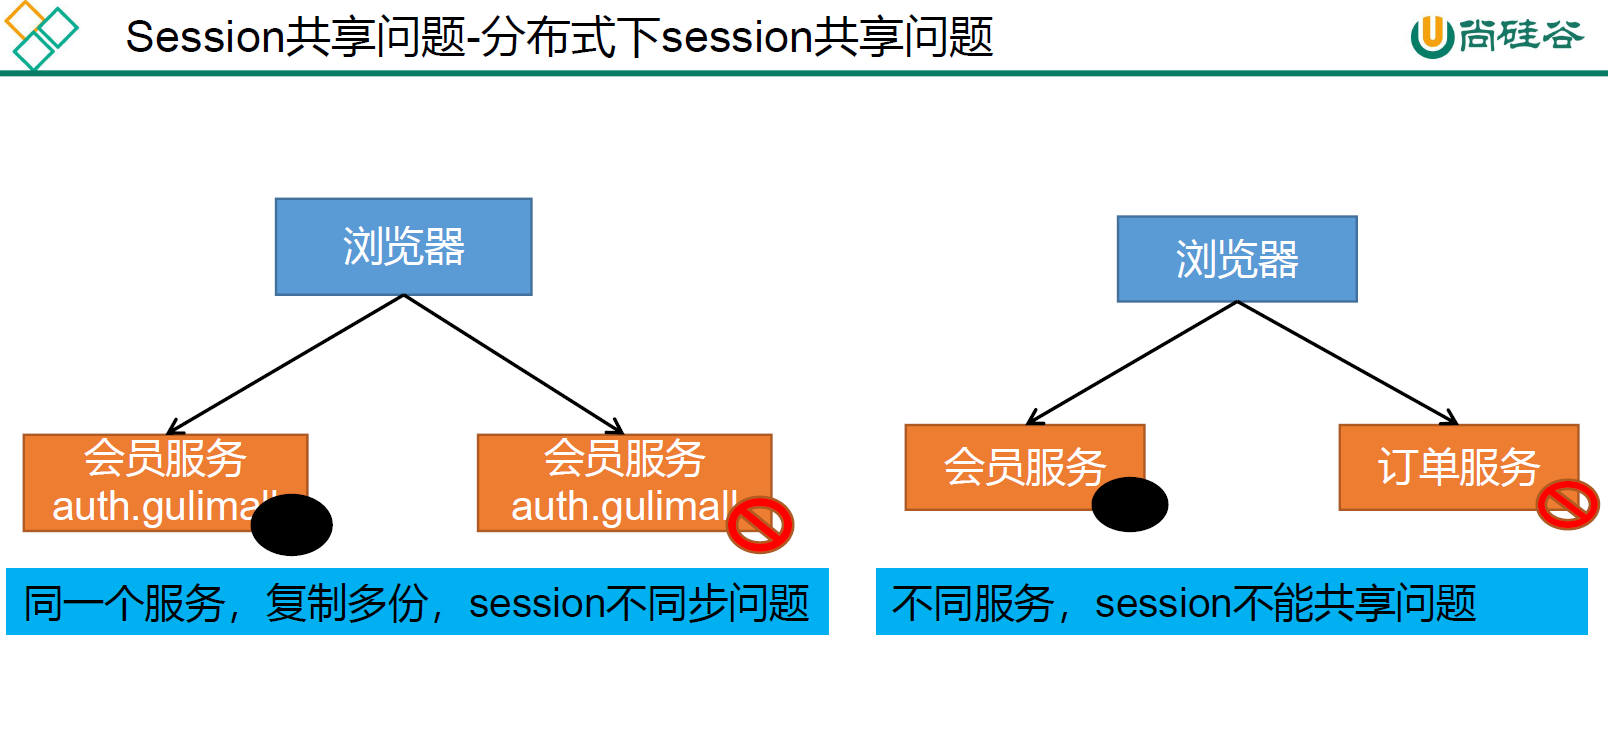 Session共享问题-分布式下session共享问题
尚硅谷
浏览器
浏览器
会员服务
auth.gulimall
会员服务
auth.gulimall
会员服务
订单服务
同一个服务，复制多份，session不同步问题
不同服务，session不能共享问题